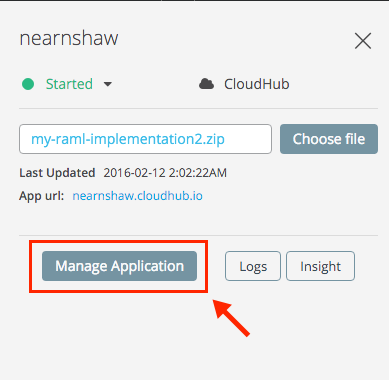 nearnshaw
Started
CloudHub
my-raml-implementation2.zip
Choose file
Last Updated 2016-02-12 2:02:22AM
App url: nearnshaw.cloudhub.io
Manage Application
Logs
Insight